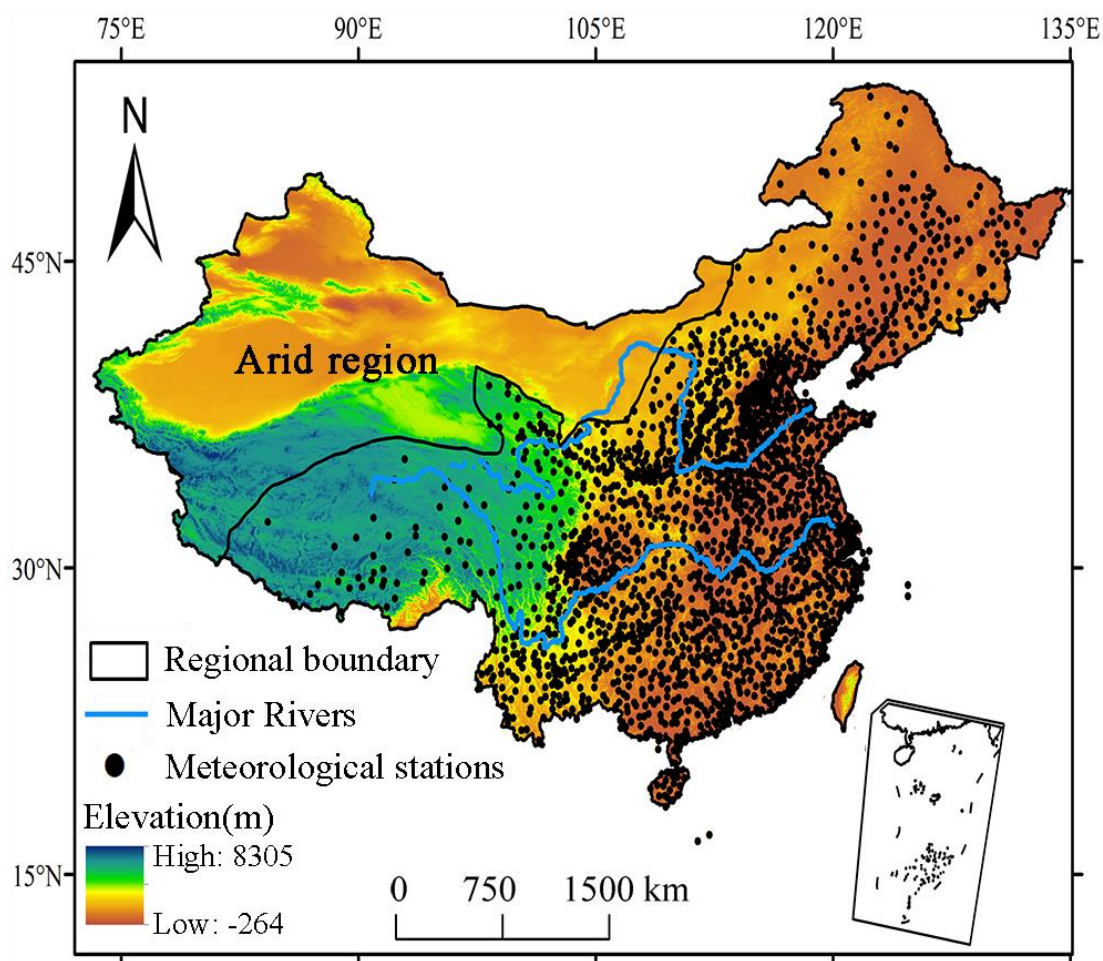 75°E 90°E 105°E 120°E 135°E
N
45°N
Arid region
30°N
Regional boundary
Major Rivers
Meteorological stations
Elevation(m)
High: 8305
15°N
0 750 1500 km
Low: -264